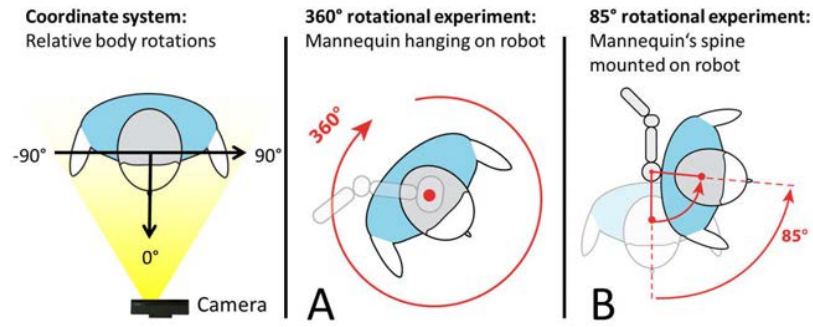 Coordinate system:
Relative body rotations
-90°
90°
0°
Camera
360° rotational experiment:
Mannequin hanging on robot
360°
A
85° rotational experiment:
Mannequin‘s spine
mounted on robot
85°
B